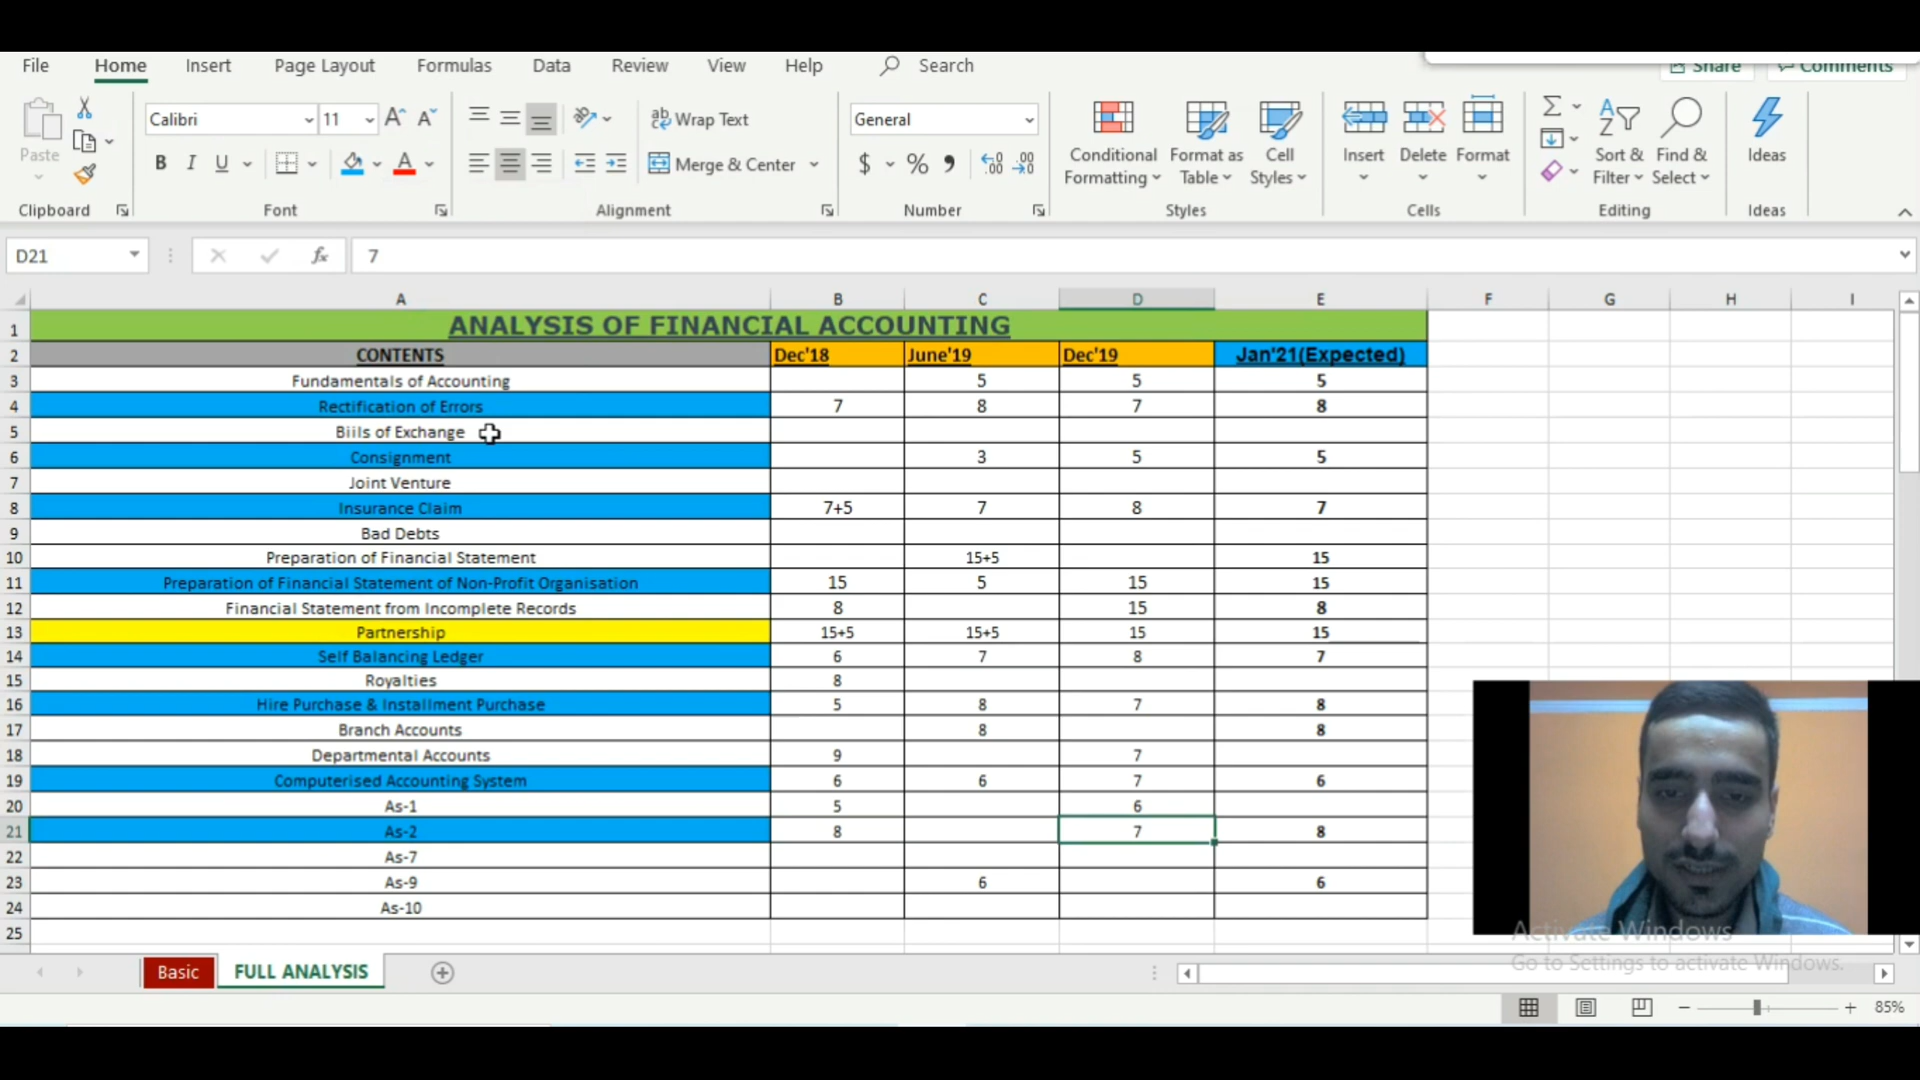 File Home Insert Page Layout Formulas Data Review View Help Search Share Comments
Calibri 11 Wrap Text General
Paste B I U Merge & Center $ % Conditional Formatting Format as Table Cell Styles Insert Delete Format Sort & Filter Find & Select Ideas
Clipboard Font Alignment Number Styles Cells Editing Ideas
D21 fx 7
A B C D E F G H I
1 ANALYSIS OF FINANCIAL ACCOUNTING
2 CONTENTS Dec'18 June'19 Dec'19 Jan'21(Expected)
3 Fundamentals of Accounting 5 5 5
4 Rectification of Errors 7 8 7 8
5 Biils of Exchange
6 Consignment 3 5 5
7 Joint Venture
8 Insurance Claim 7+5 7 8 7
9 Bad Debts
10 Preparation of Financial Statement 15+5 15
11 Preparation of Financial Statement of Non-Profit Organisation 15 5 15 15
12 Financial Statement from Incomplete Records 8 15 8
13 Partnership 15+5 15+5 15 15
14 Self Balancing Ledger 6 7 8 7
15 Royalties 8
16 Hire Purchase & Installment Purchase 5 8 7 8
17 Branch Accounts 8 8
18 Departmental Accounts 9 7
19 Computerised Accounting System 6 6 7 6
20 As-1 5 6
21 As-2 8 7 8
22 As-7
23 As-9 6 6
24 As-10
25
Activate Windows
Go to Settings to activate Windows.
Basic FULL ANALYSIS
85%